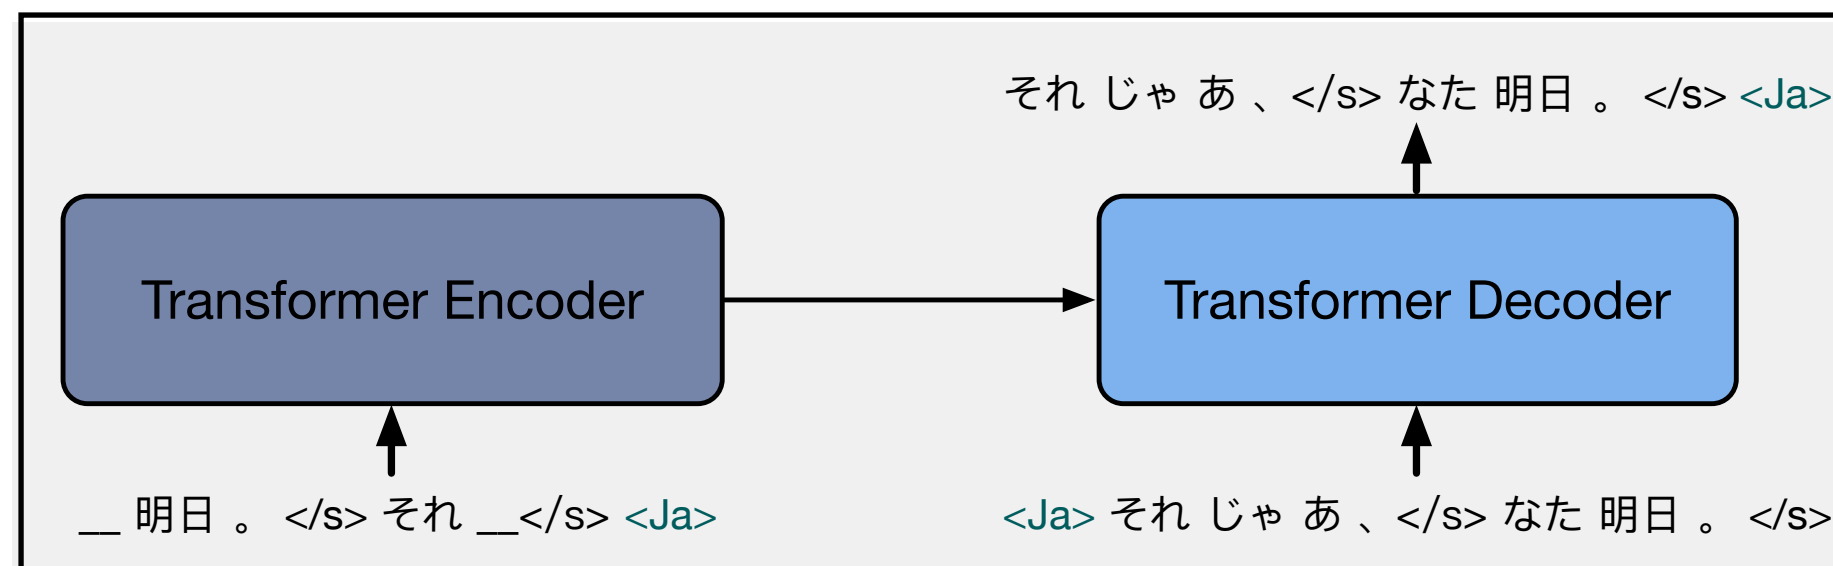 それ じゃ あ 、</s> なた 明日 。 </s> <Ja>
Transformer Encoder
Transformer Decoder
__ 明日 。 </s> それ __</s> <Ja>
<Ja> それ じゃ あ 、</s> なた 明日 。 </s>